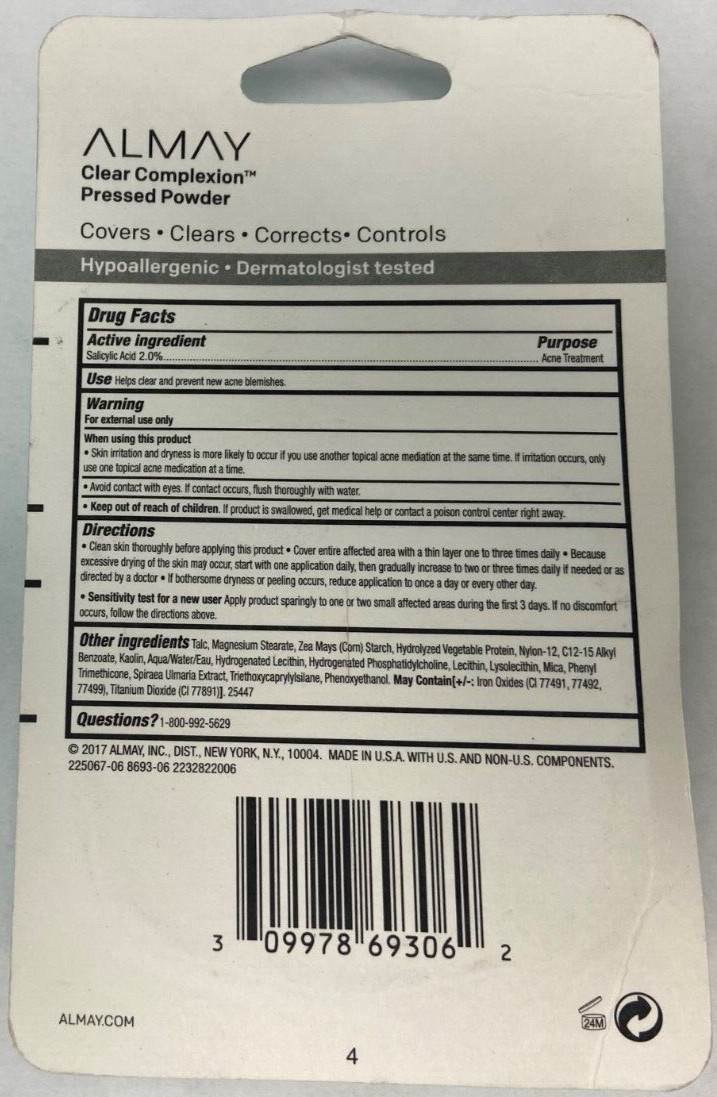 ALMAY
Clear Complexion™
Pressed Powder
Covers • Clears • Corrects• Controls
Hypoallergenic • Dermatologist tested
Drug Facts
Active ingredient Purpose
Salicylic Acid 2.0%.......... Acne Treatment
Use Helps clear and prevent new acne blemishes.
Warning
For external use only
When using this product
• Skin irritation and dryness is more likely to occur if you use another topical acne mediation at the same time. If irritation occurs, only
use one topical acne medication at a time.
• Avoid contact with eyes. If contact occurs, flush thoroughly with water.
• Keep out of reach of children. If product is swallowed, get medical help or contact a poison control center right away.
Directions
• Clean skin thoroughly before applying this product • Cover entire affected area with a thin layer one to three times daily • Because
excessive drying of the skin may occur, start with one application daily, then gradually increase to two or three times daily if needed or as
directed by a doctor • If bothersome dryness or peeling occurs, reduce application to once a day or every other day.
• Sensitivity test for a new user Apply product sparingly to one or two small affected areas during the first 3 days. If no discomfort
occurs, follow the directions above.
Other ingredients Talc, Magnesium Stearate, Zea Mays (Corn) Starch, Hydrolyzed Vegetable Protein, Nylon-12, C12-15 Alkyl
Benzoate, Kaolin, Aqua/Water/Eau, Hydrogenated Lecithin, Hydrogenated Phosphatidylcholine, Lecithin, Lysolecithin, Mica, Phenyl
Trimethicone, Spiraea Ulmaria Extract, Triethoxycaprylylsilane, Phenoxyethanol. May Contain[+/-: Iron Oxides (CI 77491, 77492,
77499), Titanium Dioxide (CI 77891)]. 25447
Questions? 1-800-992-5629
© 2017 ALMAY, INC., DIST., NEW YORK, N.Y., 10004. MADE IN U.S.A. WITH U.S. AND NON-U.S. COMPONENTS.
225067-06 8693-06 2232822006
3 09978 69306 2
ALMAY.COM
24M
4